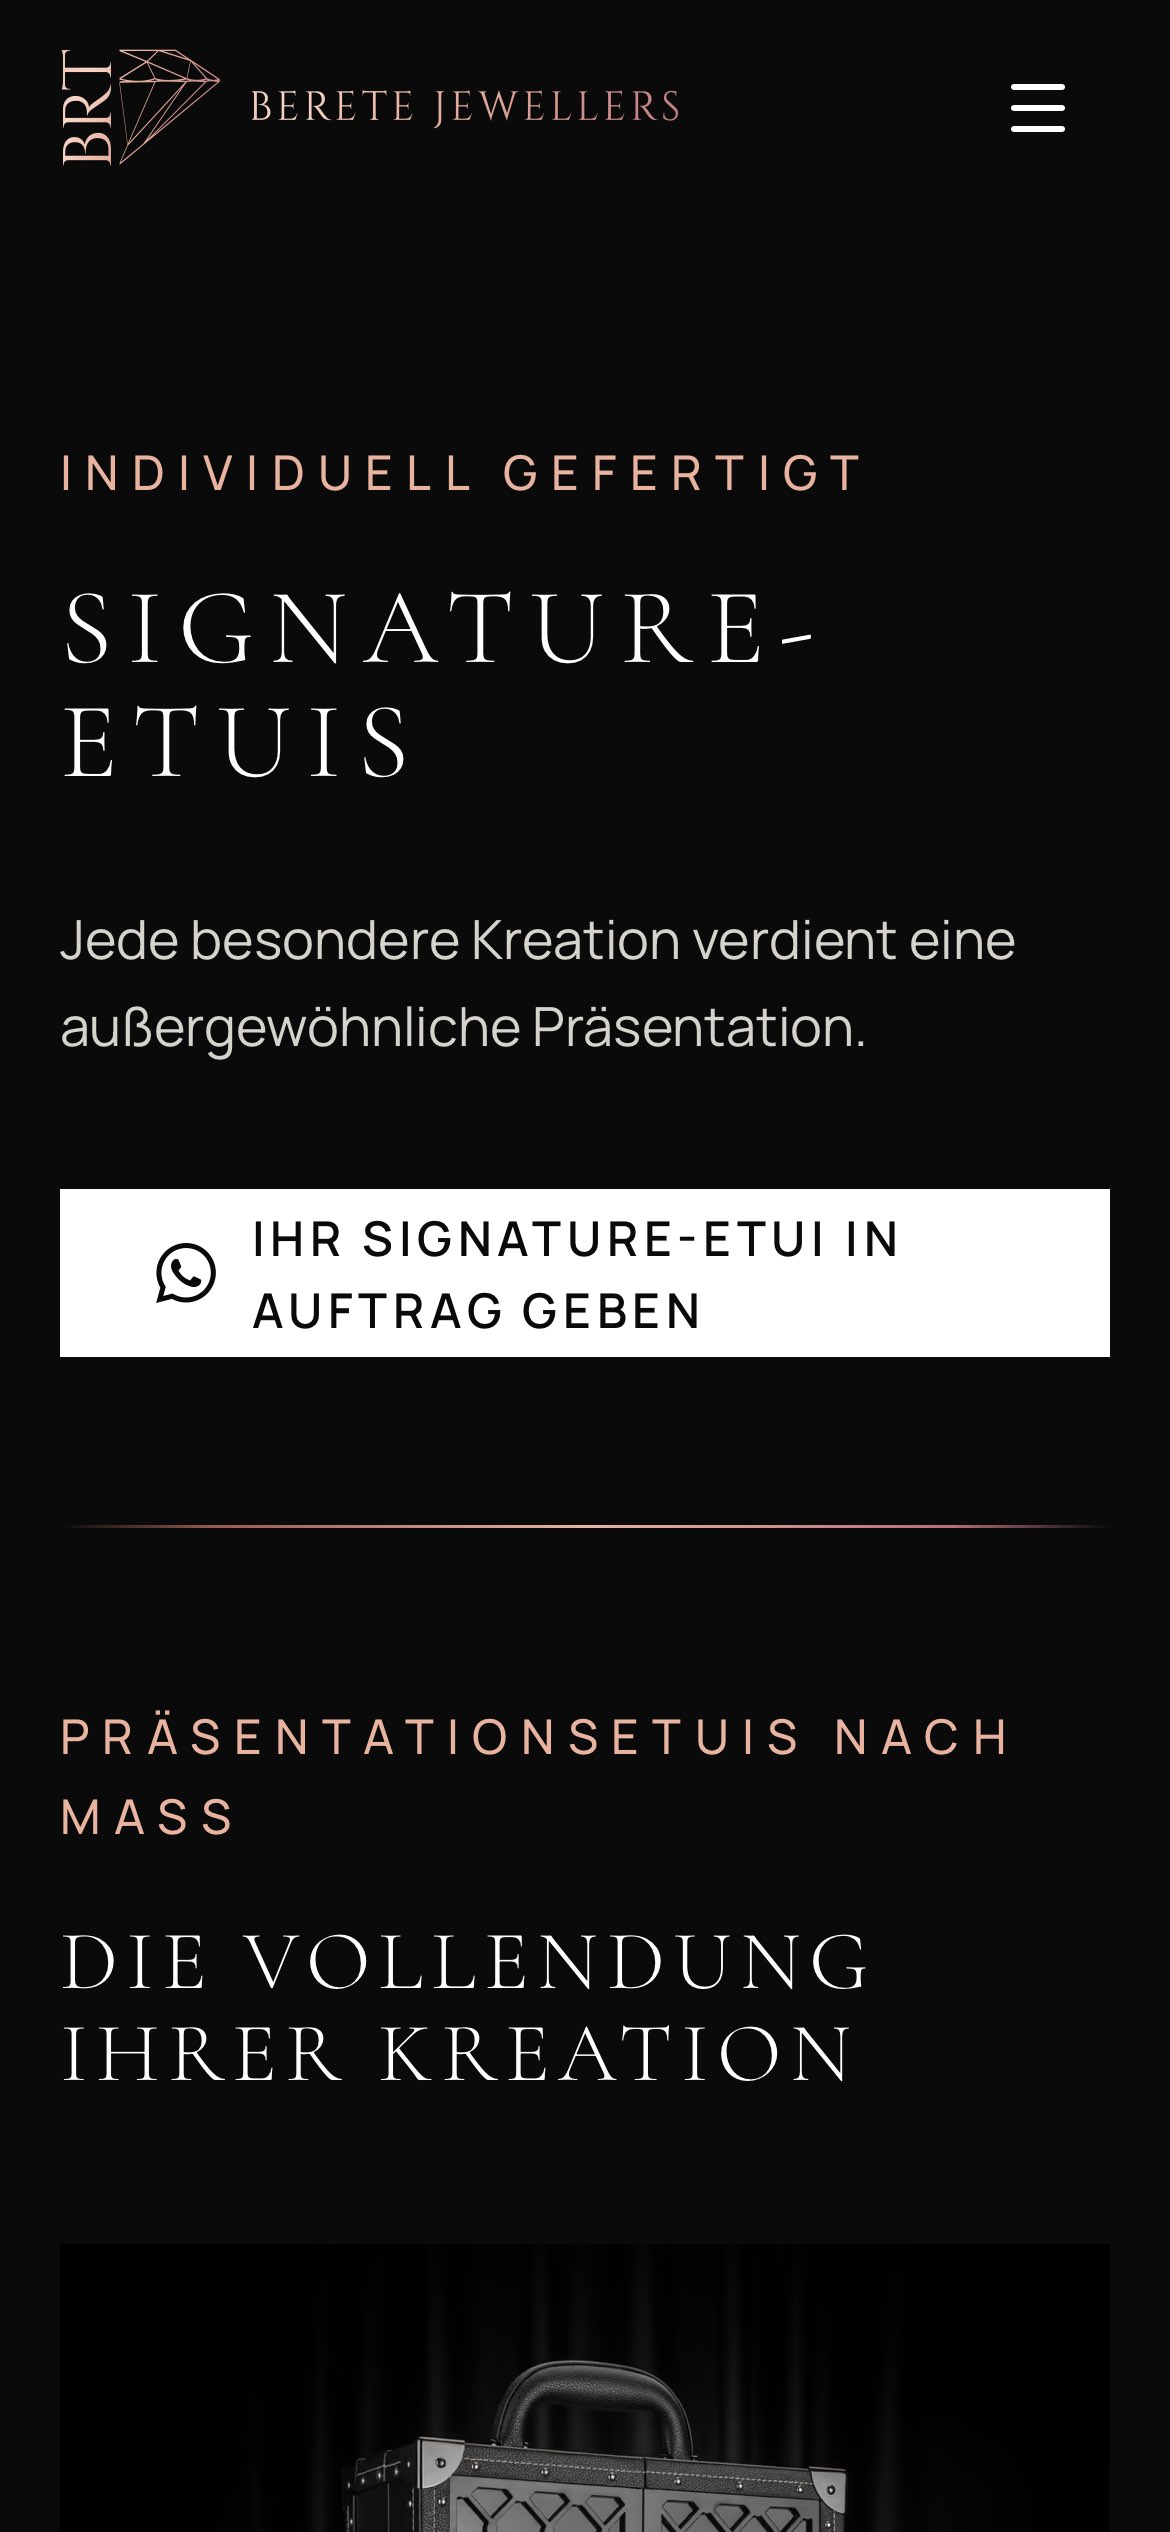 BRT
BERETE JEWELLERS
INDIVIDUELL GEFERTIGT
SIGNATURE-
ETUIS
Jede besondere Kreation verdient eine
außergewöhnliche Präsentation.
IHR SIGNATURE-ETUI IN
AUFTRAG GEBEN
PRÄSENTATIONSETUIS NACH
MASS
DIE VOLLENDUNG
IHRER KREATION